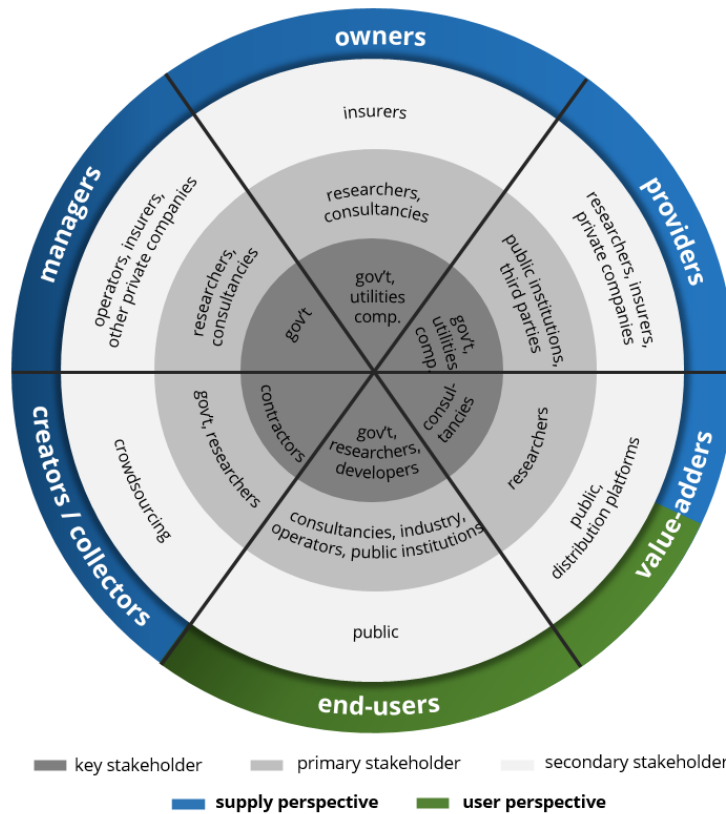 owners
insurers
researchers,
consultancies
gov't,
utilities
comp.
providers
researchers, insurers,
private companies
public institutions,
third parties
gov't,
utilities
comp.
value-adders
public,
distribution platforms
researchers
consul-
tancies
end-users
public
consultancies, industry,
operators, public institutions
gov't,
researchers,
developers
creators / collectors
crowdsourcing
gov't, researchers
contractors
managers
operators, insurers,
other private companies
researchers,
consultancies
gov't
key stakeholder
primary stakeholder
secondary stakeholder
supply perspective
user perspective